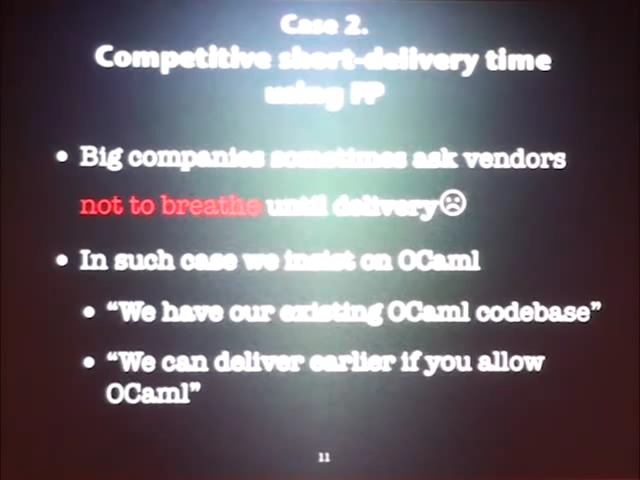 Case 2.
Competitive short-delivery time
using FP
• Big companies sometimes ask vendors
not to breathe until delivery☹
• In such case we insist on OCaml
• “We have our existing OCaml codebase”
• “We can deliver earlier if you allow
OCaml”
11